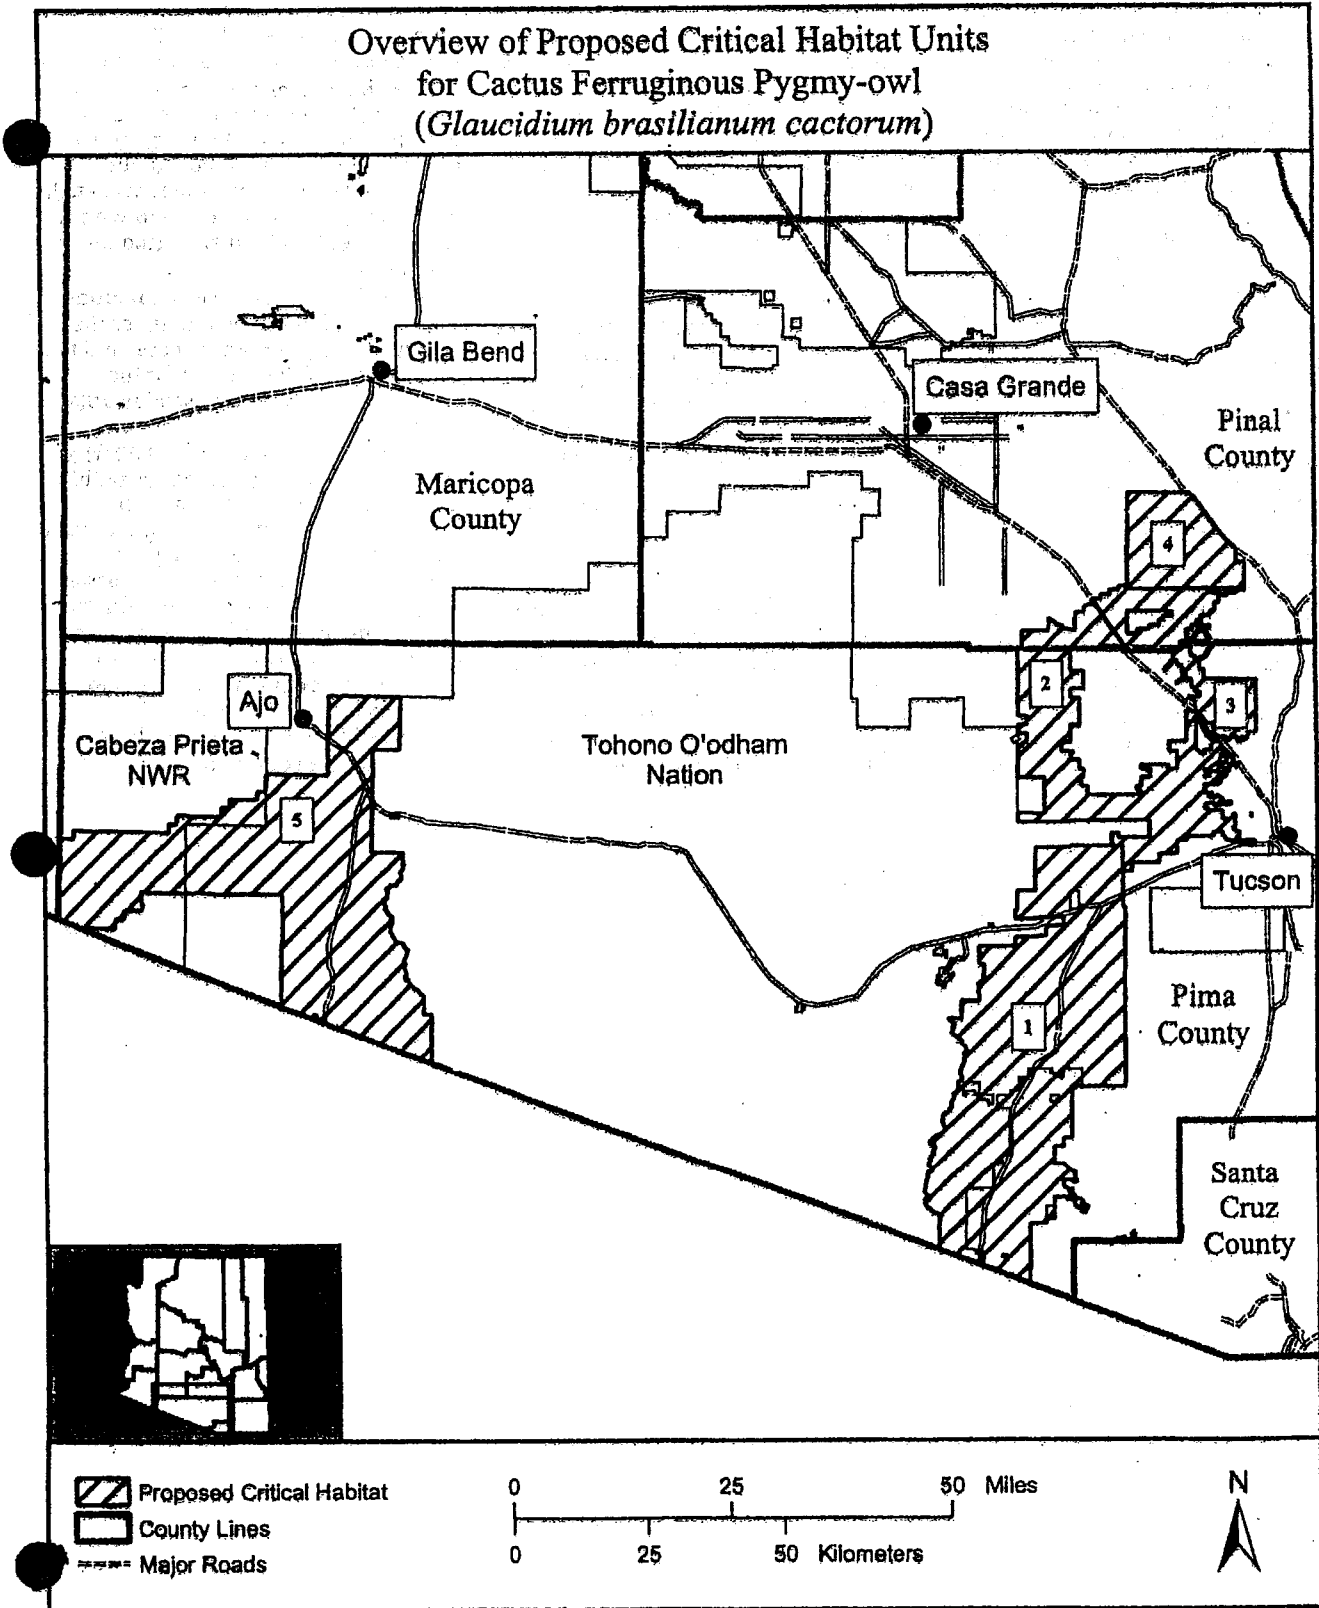 Overview of Proposed Critical Habitat Units
for Cactus Ferruginous Pygmy-owl
(Glaucidium brasilianum cactorum)
Gila Bend
Casa Grande
Pinal
County
Maricopa
County
4
2
3
Ajo
Cabeza Prieta
NWR
Tohono O'odham
Nation
5
Tucson
1
Pima
County
Santa
Cruz
County
Proposed Critical Habitat
County Lines
Major Roads
0 25 50 Miles
0 25 50 Kilometers
N